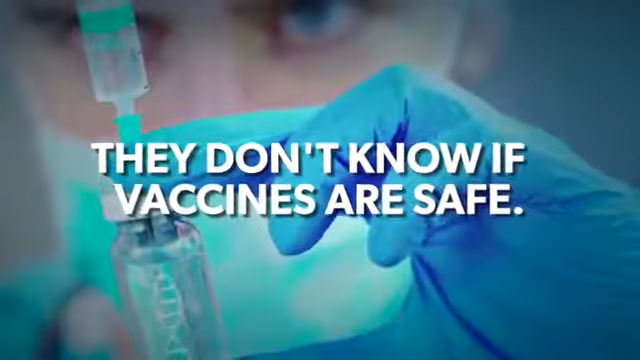 THEY DON'T KNOW IF
VACCINES ARE SAFE.